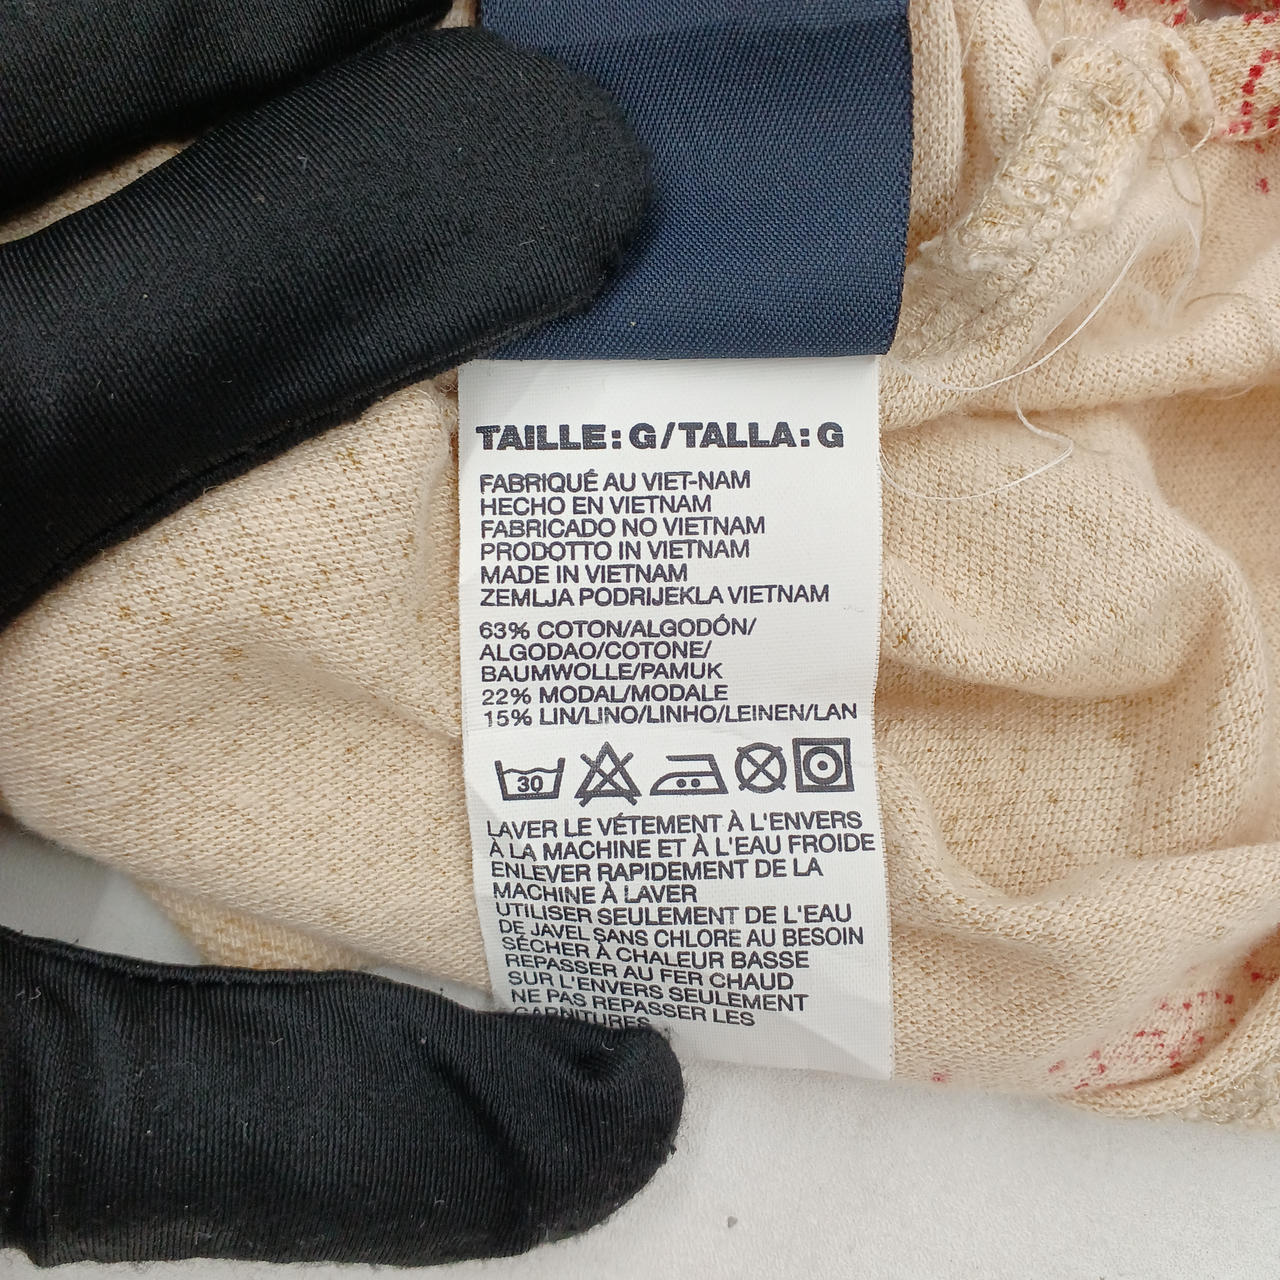 TAILLE: G/TALLA: G
FABRIQUÉ AU VIET-NAM
HECHO EN VIETNAM
FABRICADO NO VIETNAM
PRODOTTO IN VIETNAM
MADE IN VIETNAM
ZEMLJA PODRIJEKLA VIETNAM
63% COTON/ALGODÓN/
ALGODAO/COTONE/
BAUMWOLLE/PAMUK
22% MODAL/MODALE
15% LIN/LINO/LINHO/LEINEN/LAN
30
LAVER LE VÉTEMENT À L'ENVERS
À LA MACHINE ET À L'EAU FROIDE
ENLEVER RAPIDEMENT DE LA
MACHINE À LAVER
UTILISER SEULEMENT DE L'EAU
DE JAVEL SANS CHLORE AU BESOIN
SÉCHER À CHALEUR BASSE
REPASSER AU FER CHAUD
SUR L'ENVERS SEULEMENT
NE PAS REPASSER LES
GARNITURES